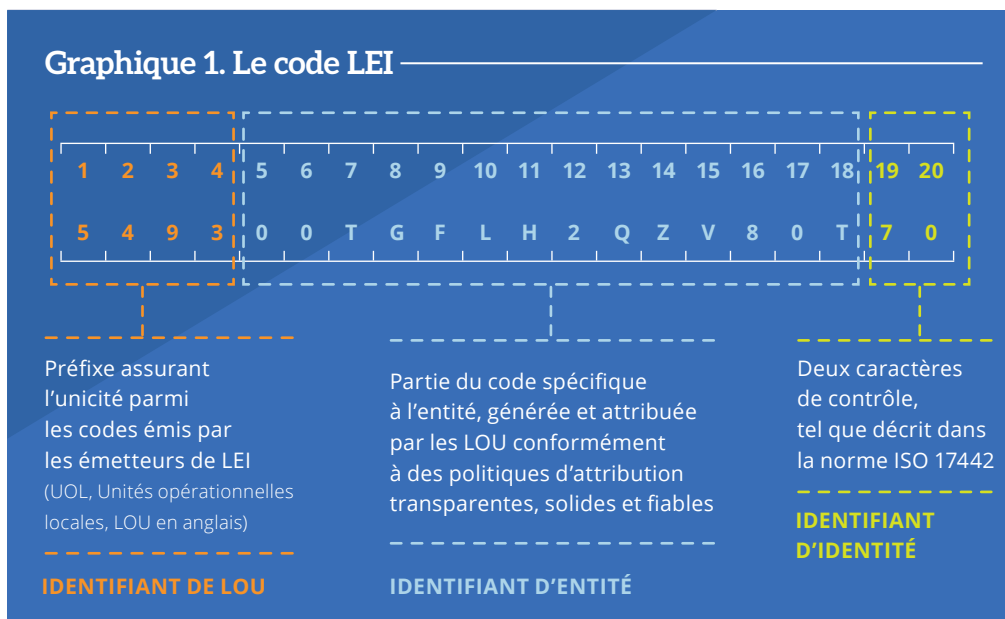 Graphique 1. Le code LEI
1 2 3 4 5 6 7 8 9 10 11 12 13 14 15 16 17 18 19 20
5 4 9 3 0 0 T G F L H 2 Q Z V 8 0 T 7 0
Préfixe assurant
l'unicité parmi
les codes émis par
les émetteurs de LEI
(UOL, Unités opérationnelles
locales, LOU en anglais)
IDENTIFIANT DE LOU
Partie du code spécifique
à l'entité, générée et attribuée
par les LOU conformément
à des politiques d'attribution
transparentes, solides et fiables
IDENTIFIANT D'ENTITÉ
Deux caractères
de contrôle,
tel que décrit dans
la norme ISO 17442
IDENTIFIANT
D'IDENTITÉ